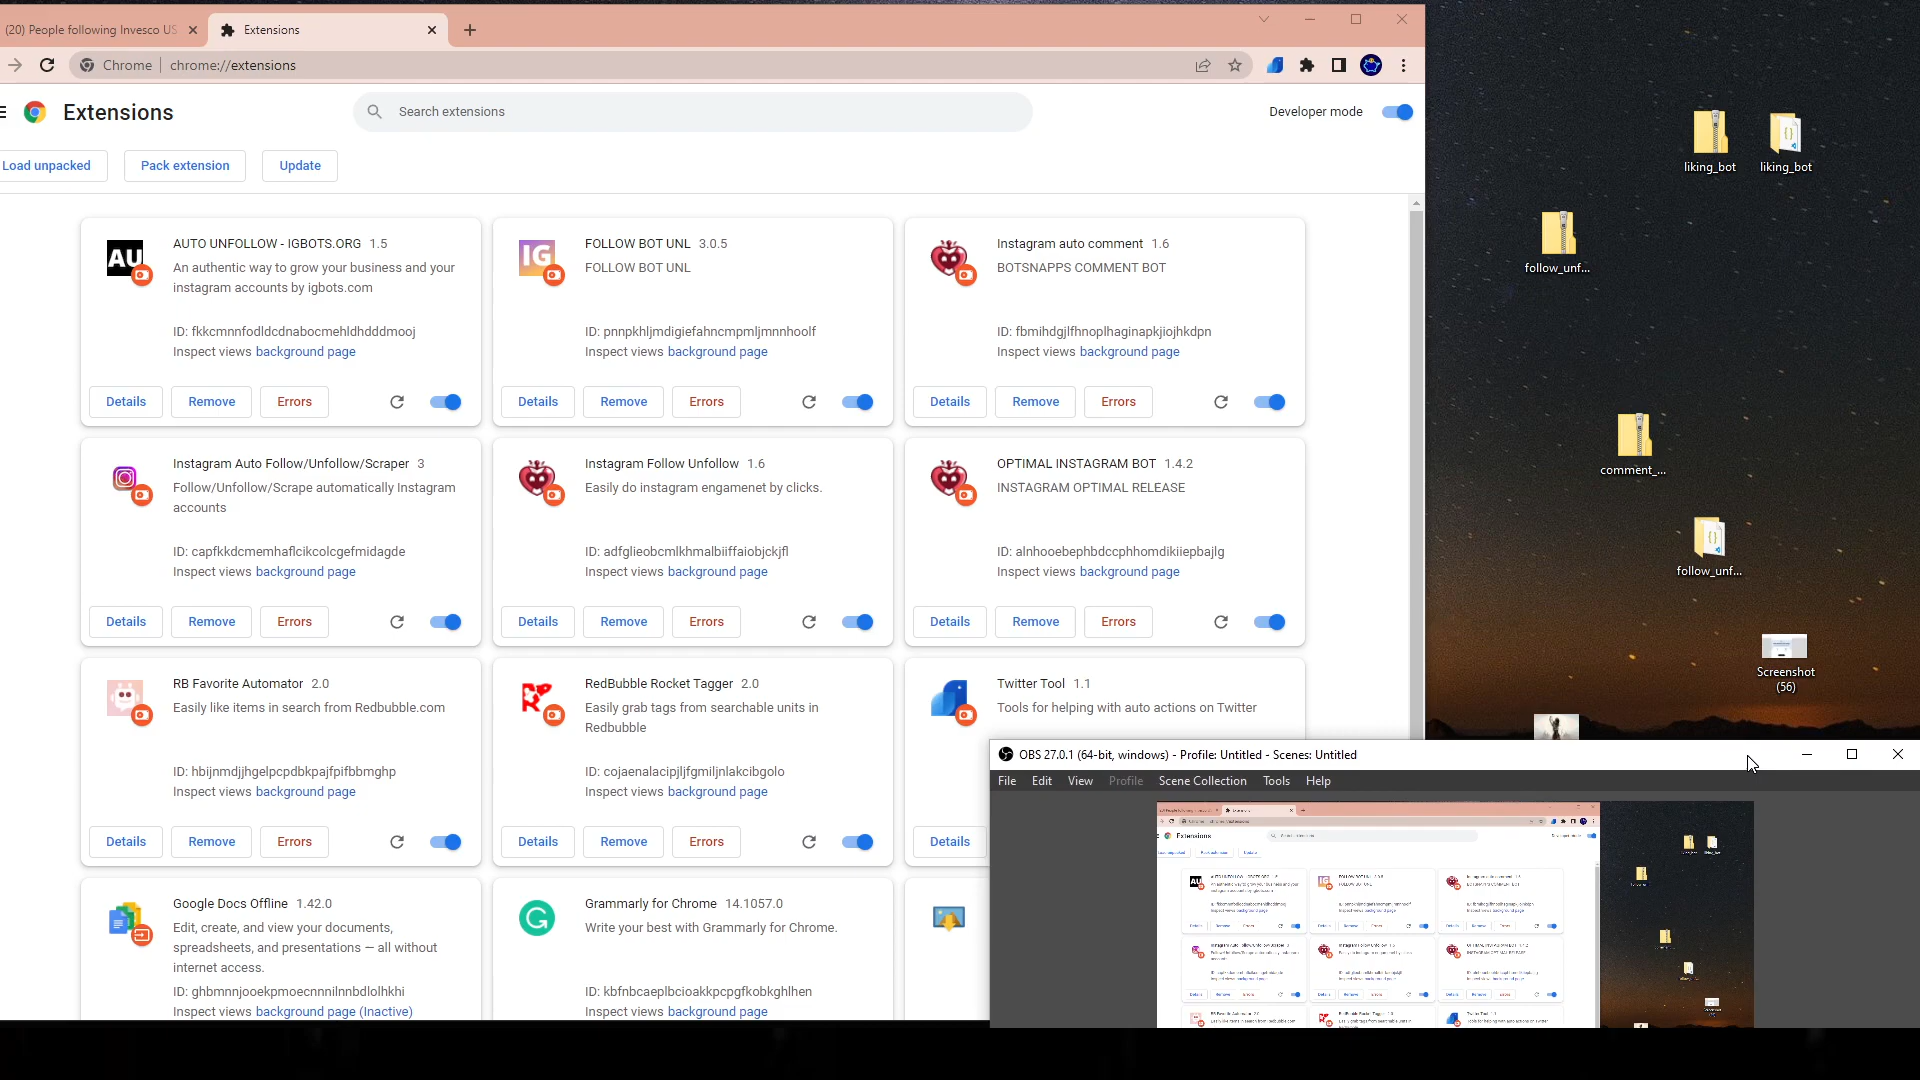 (20) People following Invesco US
Extensions
Chrome
chrome://extensions
Extensions
Search extensions
Developer mode
Load unpacked
Pack extension
Update
AU
AUTO UNFOLLOW - IGBOTS.ORG 1.5
An authentic way to grow your business and your
instagram accounts by igbots.com
ID: fkkcmnnfodldcdnabocmehldhdddmooj
Inspect views background page
Details
Remove
Errors
IG
FOLLOW BOT UNL 3.0.5
FOLLOW BOT UNL
ID: pnnpkhljmdigiefahncmpmljmnnhoolf
Inspect views background page
Details
Remove
Errors
Instagram auto comment 1.6
BOTSNAPPS COMMENT BOT
ID: fbmihdgjlfhnoplhaginapkjiojhkdpn
Inspect views background page
Details
Remove
Errors
Instagram Auto Follow/Unfollow/Scraper 3
Follow/Unfollow/Scrape automatically Instagram
accounts
ID: capfkkdcmemhaflcikcolcgefmidagde
Inspect views background page
Details
Remove
Errors
Instagram Follow Unfollow 1.6
Easily do instagram engamenet by clicks.
ID: adfglieobcmlkhmalbiiffaiobjckjfl
Inspect views background page
Details
Remove
Errors
OPTIMAL INSTAGRAM BOT 1.4.2
INSTAGRAM OPTIMAL RELEASE
ID: alnhooebephbdccphhomdikiiepbajlg
Inspect views background page
Details
Remove
Errors
RB Favorite Automator 2.0
Easily like items in search from Redbubble.com
ID: hbijnmdjjhgelpcpdbkpajfpifbbmghp
Inspect views background page
Details
Remove
Errors
RedBubble Rocket Tagger 2.0
Easily grab tags from searchable units in
Redbubble
ID: cojaenalacipjljfgmiljnlakcibgolo
Inspect views background page
Details
Remove
Errors
Twitter Tool 1.1
Tools for helping with auto actions on Twitter
Details
Google Docs Offline 1.42.0
Edit, create, and view your documents,
spreadsheets, and presentations — all without
internet access.
ID: ghbmnnjooekpmoecnnnilnnbdlolhkhi
Inspect views background page (Inactive)
Grammarly for Chrome 14.1057.0
Write your best with Grammarly for Chrome.
ID: kbfnbcaeplbcioakkpcpgfkobkghlhen
Inspect views background page
liking_bot
liking_bot
follow_unf...
comment_...
follow_unf...
Screenshot
(56)
OBS 27.0.1 (64-bit, windows) - Profile: Untitled - Scenes: Untitled
File
Edit
View
Profile
Scene Collection
Tools
Help
Extensions